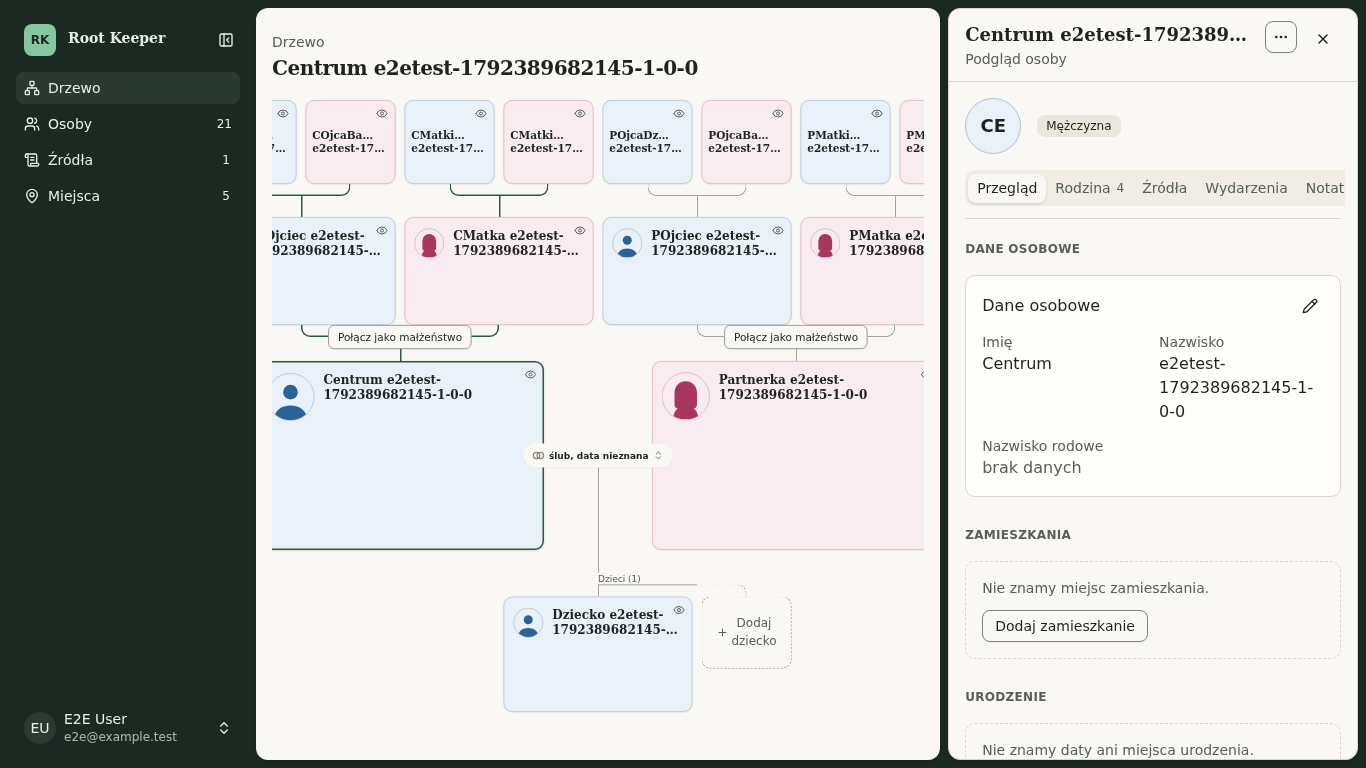 RK
Root Keeper
Drzewo
Osoby
21
Źródła
1
Miejsca
5
EU
E2E User
e2e@example.test
Drzewo
Centrum e2etest-1792389682145-1-0-0
COjcaBa...
e2etest-17...
CMatki...
e2etest-17...
CMatki...
e2etest-17...
POjcaDz...
e2etest-17...
POjcaBa...
e2etest-17...
PMatki...
e2etest-17...
CMatka e2etest-
1792389682145-...
POjciec e2etest-
1792389682145-...
Połącz jako małżeństwo
Połącz jako małżeństwo
Centrum e2etest-
1792389682145-1-0-0
Partnerka e2etest-
1792389682145-1-0-0
ślub, data nieznana
Dzieci (1)
Dziecko e2etest-
1792389682145-...
+ Dodaj
dziecko
Centrum e2etest-1792389...
Podgląd osoby
CE
Mężczyzna
Przegląd
Rodzina 4
Źródła
Wydarzenia
Notat
DANE OSOBOWE
Dane osobowe
Imię
Centrum
Nazwisko
e2etest-
1792389682145-1-
0-0
Nazwisko rodowe
brak danych
ZAMIESZKANIA
Nie znamy miejsc zamieszkania.
Dodaj zamieszkanie
URODZENIE
Nie znamy daty ani miejsca urodzenia.